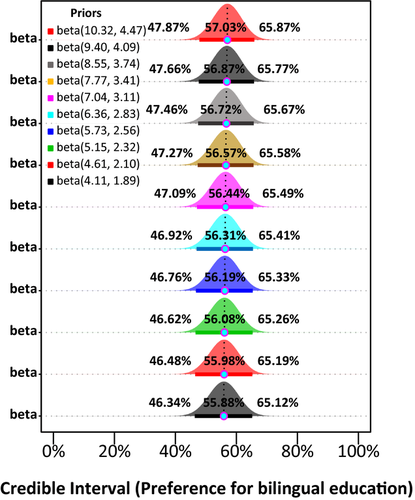 Priors
beta(10.32, 4.47)
beta(9.40, 4.09)
beta(8.55, 3.74)
beta(7.77, 3.41)
beta(7.04, 3.11)
beta(6.36, 2.83)
beta(5.73, 2.56)
beta(5.15, 2.32)
beta(4.61, 2.10)
beta(4.11, 1.89)
beta 47.87% 57.03% 65.87%
beta 47.66% 56.87% 65.77%
beta 47.46% 56.72% 65.67%
beta 47.27% 56.57% 65.58%
beta 47.09% 56.44% 65.49%
beta 46.92% 56.31% 65.41%
beta 46.76% 56.19% 65.33%
beta 46.62% 56.08% 65.26%
beta 46.48% 55.98% 65.19%
beta 46.34% 55.88% 65.12%
0% 20% 40% 60% 80% 100%
Credible Interval (Preference for bilingual education)